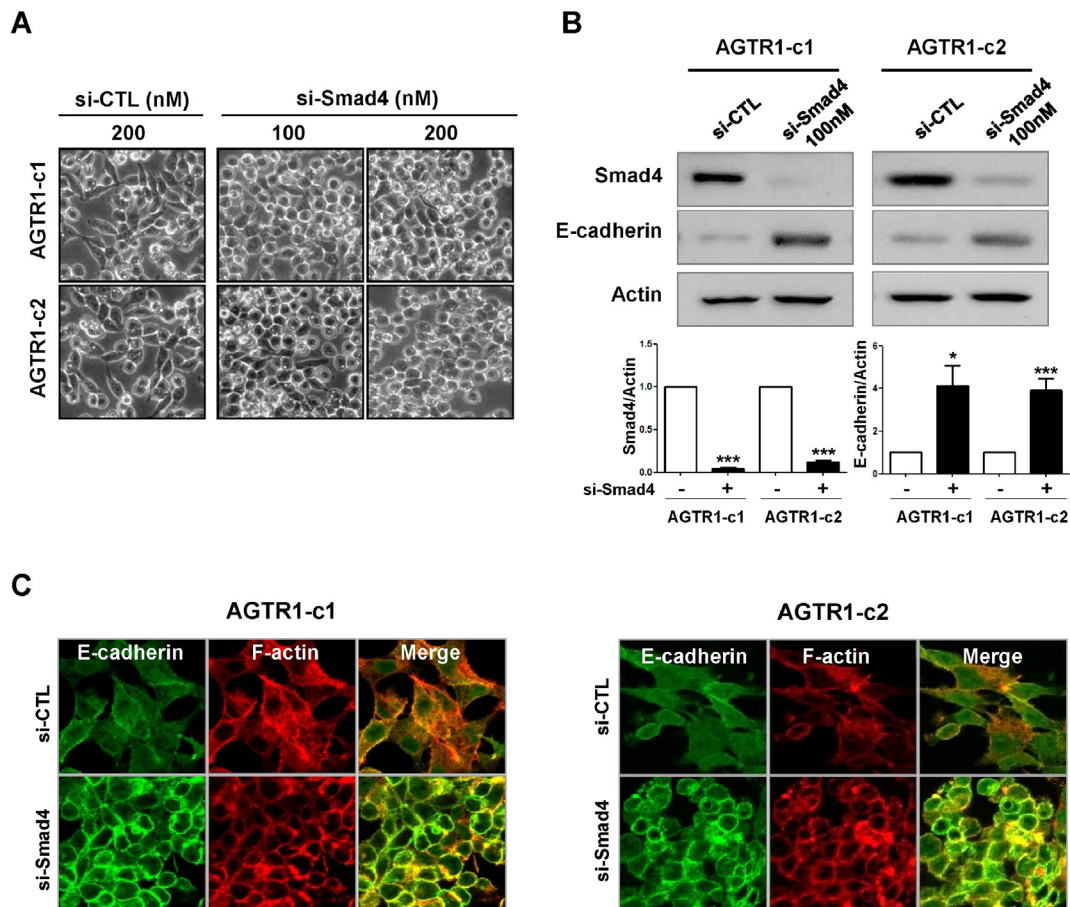 A
si-CTL (nM)
si-Smad4 (nM)
200
100
200
AGTR1-c1
AGTR1-c2
B
AGTR1-c1
AGTR1-c2
si-CTL
si-Smad4
100nM
si-CTL
si-Smad4
100nM
Smad4
E-cadherin
Actin
Smad4/Actin
1.5
1.0
0.5
0.0
***
***
si-Smad4
-
+
-
+
AGTR1-c1
AGTR1-c2
E-cadherin/Actin
6
4
2
0
*
***
-
+
-
+
AGTR1-c1
AGTR1-c2
C
AGTR1-c1
E-cadherin
F-actin
Merge
si-CTL
si-Smad4
AGTR1-c2
E-cadherin
F-actin
Merge
si-CTL
si-Smad4